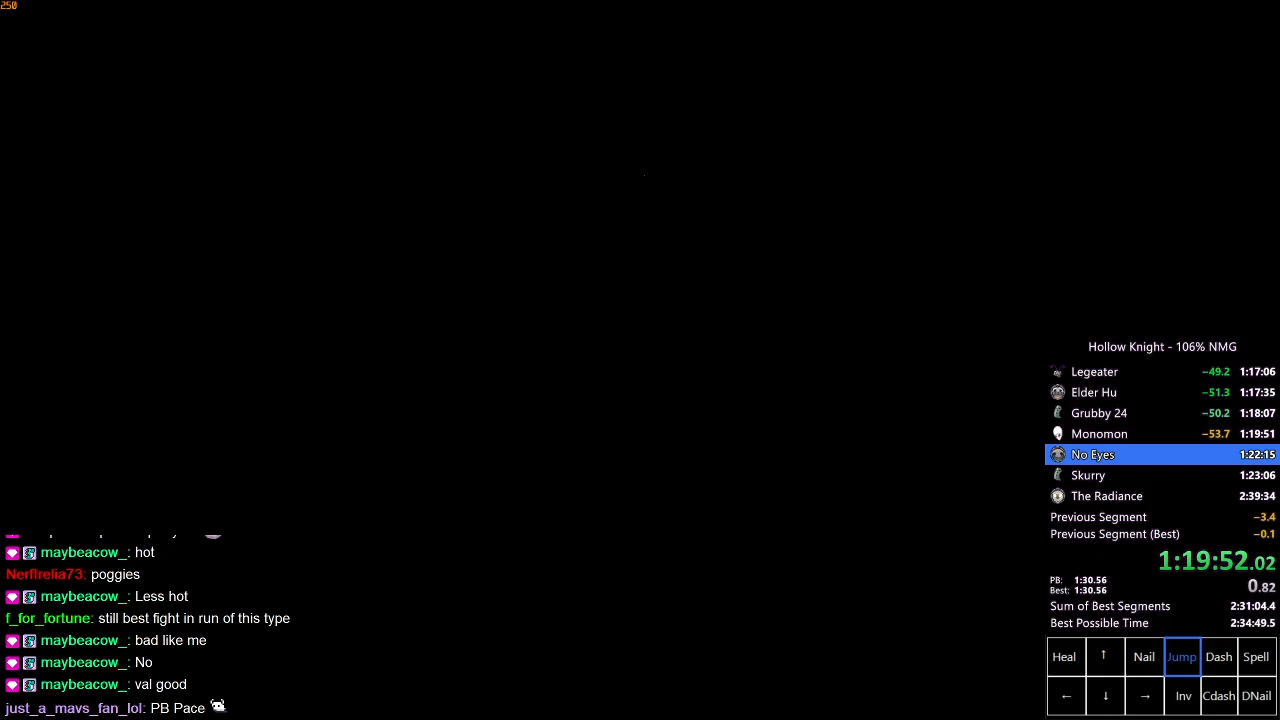 250
Hollow Knight - 106% NMG
Legeater −49.2 1:17:06
Elder Hu −51.3 1:17:35
Grubby 24 −50.2 1:18:07
Monomon −53.7 1:19:51
No Eyes 1:22:15
Skurry 1:23:06
The Radiance 2:39:34
Previous Segment −3.4
Previous Segment (Best) −0.1
1:19:52.02
PB: 1:30.56
Best: 1:30.56
0.82
Sum of Best Segments 2:31:04.4
Best Possible Time 2:34:49.5
Heal ↑ Nail Jump Dash Spell
← ↓ → Inv Cdash DNail
maybeacow_: hot
Nerflrelia73: poggies
maybeacow_: Less hot
f_for_fortune: still best fight in run of this type
maybeacow_: bad like me
maybeacow_: No
maybeacow_: val good
just_a_mavs_fan_lol: PB Pace